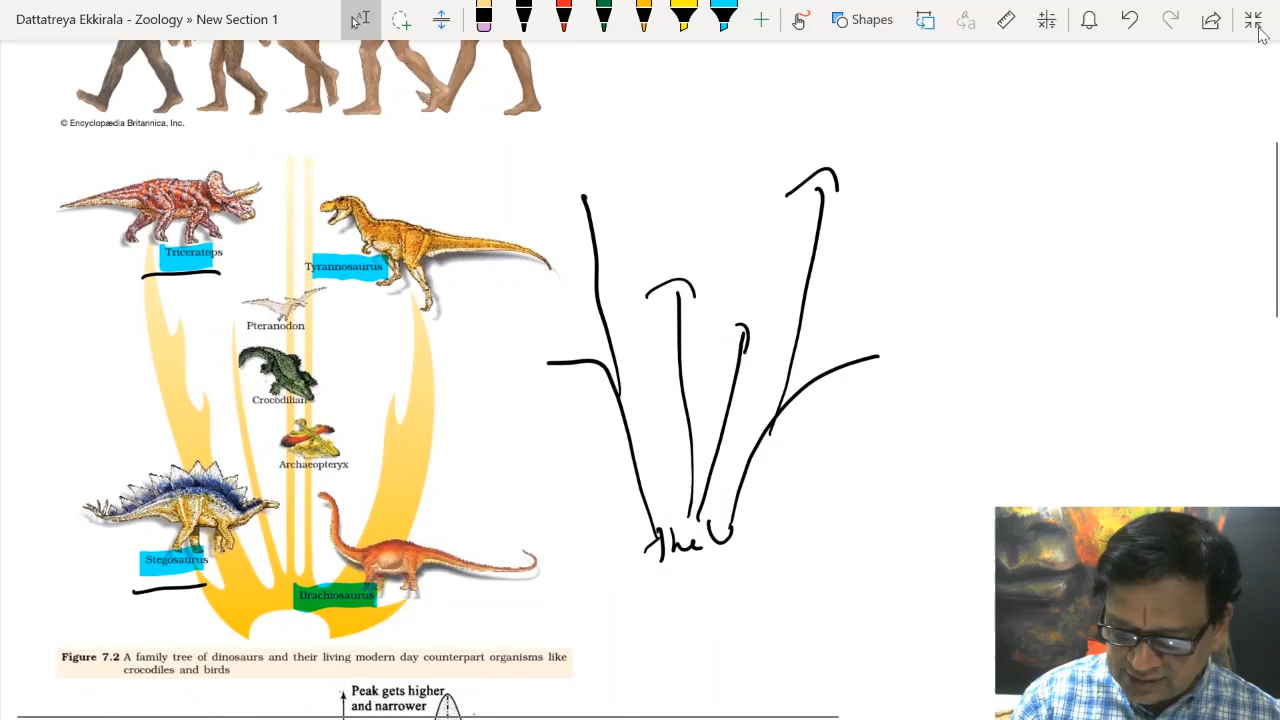 Dattatreya Ekkirala - Zoology » New Section 1
Shapes
© Encyclopædia Britannica, Inc.
Triceratops
Tyrannosaurus
Pteranodon
Crocodilian
Archaeopteryx
Stegosaurus
Brachiosaurus
The
Figure 7.2 A family tree of dinosaurs and their living modern day counterpart organisms like
crocodiles and birds
Peak gets higher
and narrower